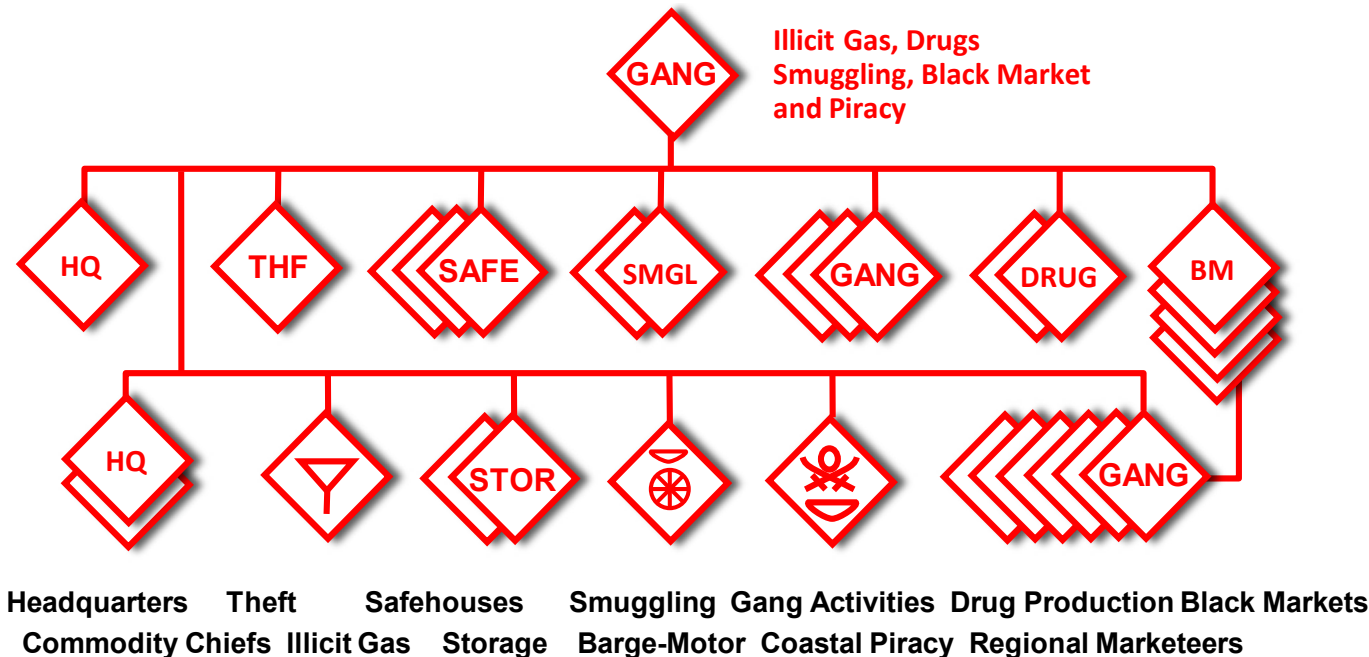 GANG
Illicit Gas, Drugs
Smuggling, Black Market
and Piracy
HQ THF SAFE SMGL GANG DRUG BM
HQ STOR GANG
Headquarters Theft Safehouses Smuggling Gang Activities Drug Production Black Markets
Commodity Chiefs Illicit Gas Storage Barge-Motor Coastal Piracy Regional Marketeers